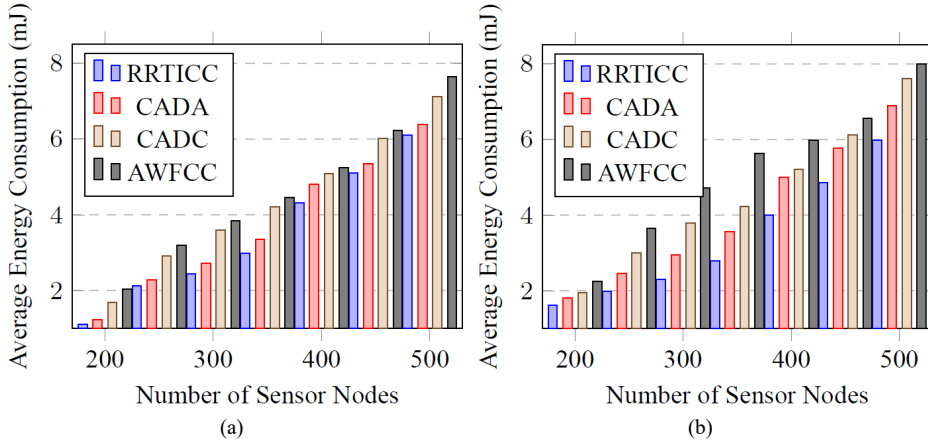 Average Energy Consumption (mJ)
8
6
4
2
RRTICC
CADA
CADC
AWFCC
200
300
400
500
Number of Sensor Nodes
(a)
Average Energy Consumption (mJ)
8
6
4
2
RRTICC
CADA
CADC
AWFCC
200
300
400
500
Number of Sensor Nodes
(b)